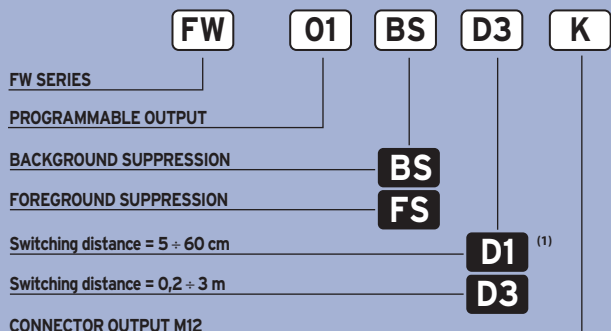 FW 01 BS D3 K
FW SERIES
PROGRAMMABLE OUTPUT
BACKGROUND SUPPRESSION BS
FOREGROUND SUPPRESSION FS
Switching distance = 5 ÷ 60 cm D1 (1)
Switching distance = 0,2 ÷ 3 m D3
CONNECTOR OUTPUT M12